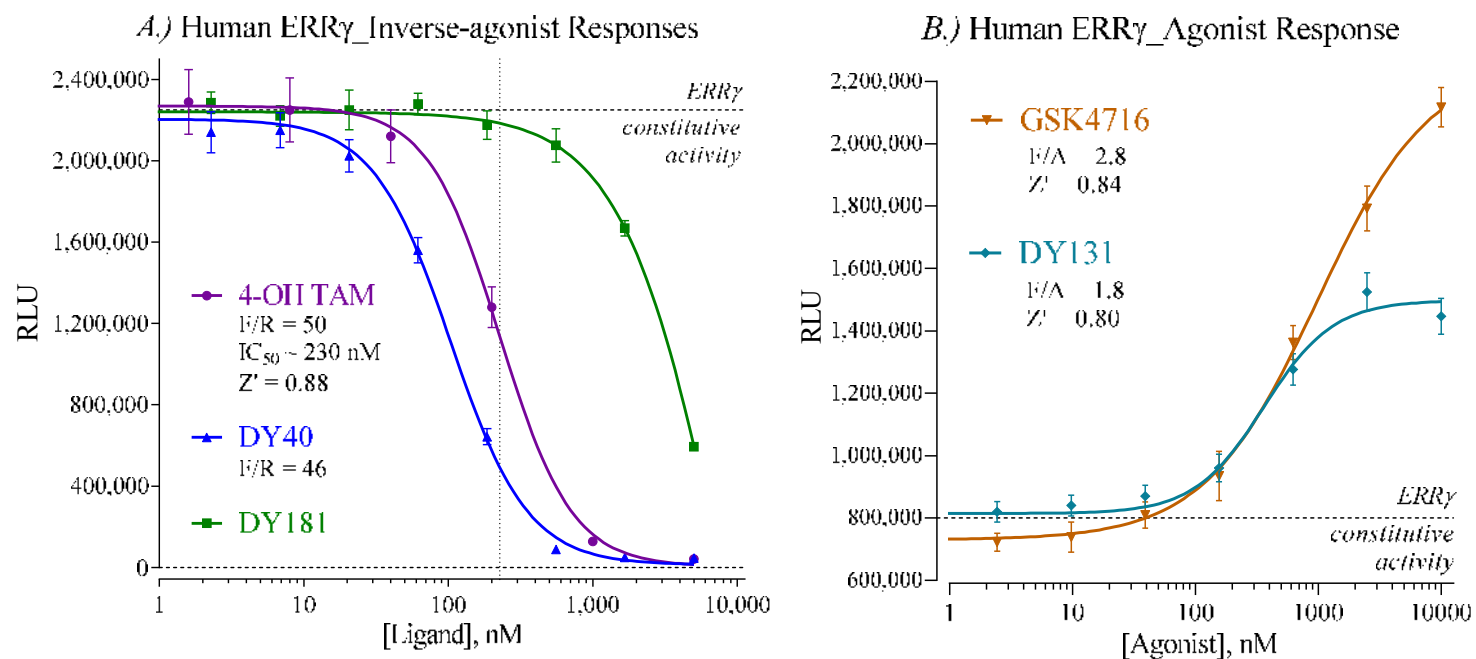 A.) Human ERRγ_Inverse-agonist Responses
2,400,000
2,000,000
1,600,000
1,200,000
800,000
400,000
0
RLU
ERRγ
constitutive
activity
4-OH TAM
F/R = 50
IC50 ~ 230 nM
Z' = 0.88
DY40
F/R = 46
DY181
1
10
100
1,000
10,000
[Ligand], nM
B.) Human ERRγ_Agonist Response
2,200,000
2,000,000
1,800,000
1,600,000
1,400,000
1,200,000
1,000,000
800,000
600,000
RLU
GSK4716
F/A 2.8
Z' 0.84
DY131
F/A 1.8
Z' 0.80
ERRγ
constitutive
activity
1
10
100
1000
10000
[Agonist], nM